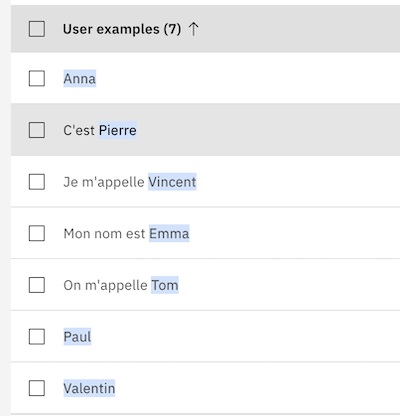 User examples (7) ↑
Anna
C'est Pierre
Je m'appelle Vincent
Mon nom est Emma
On m'appelle Tom
Paul
Valentin